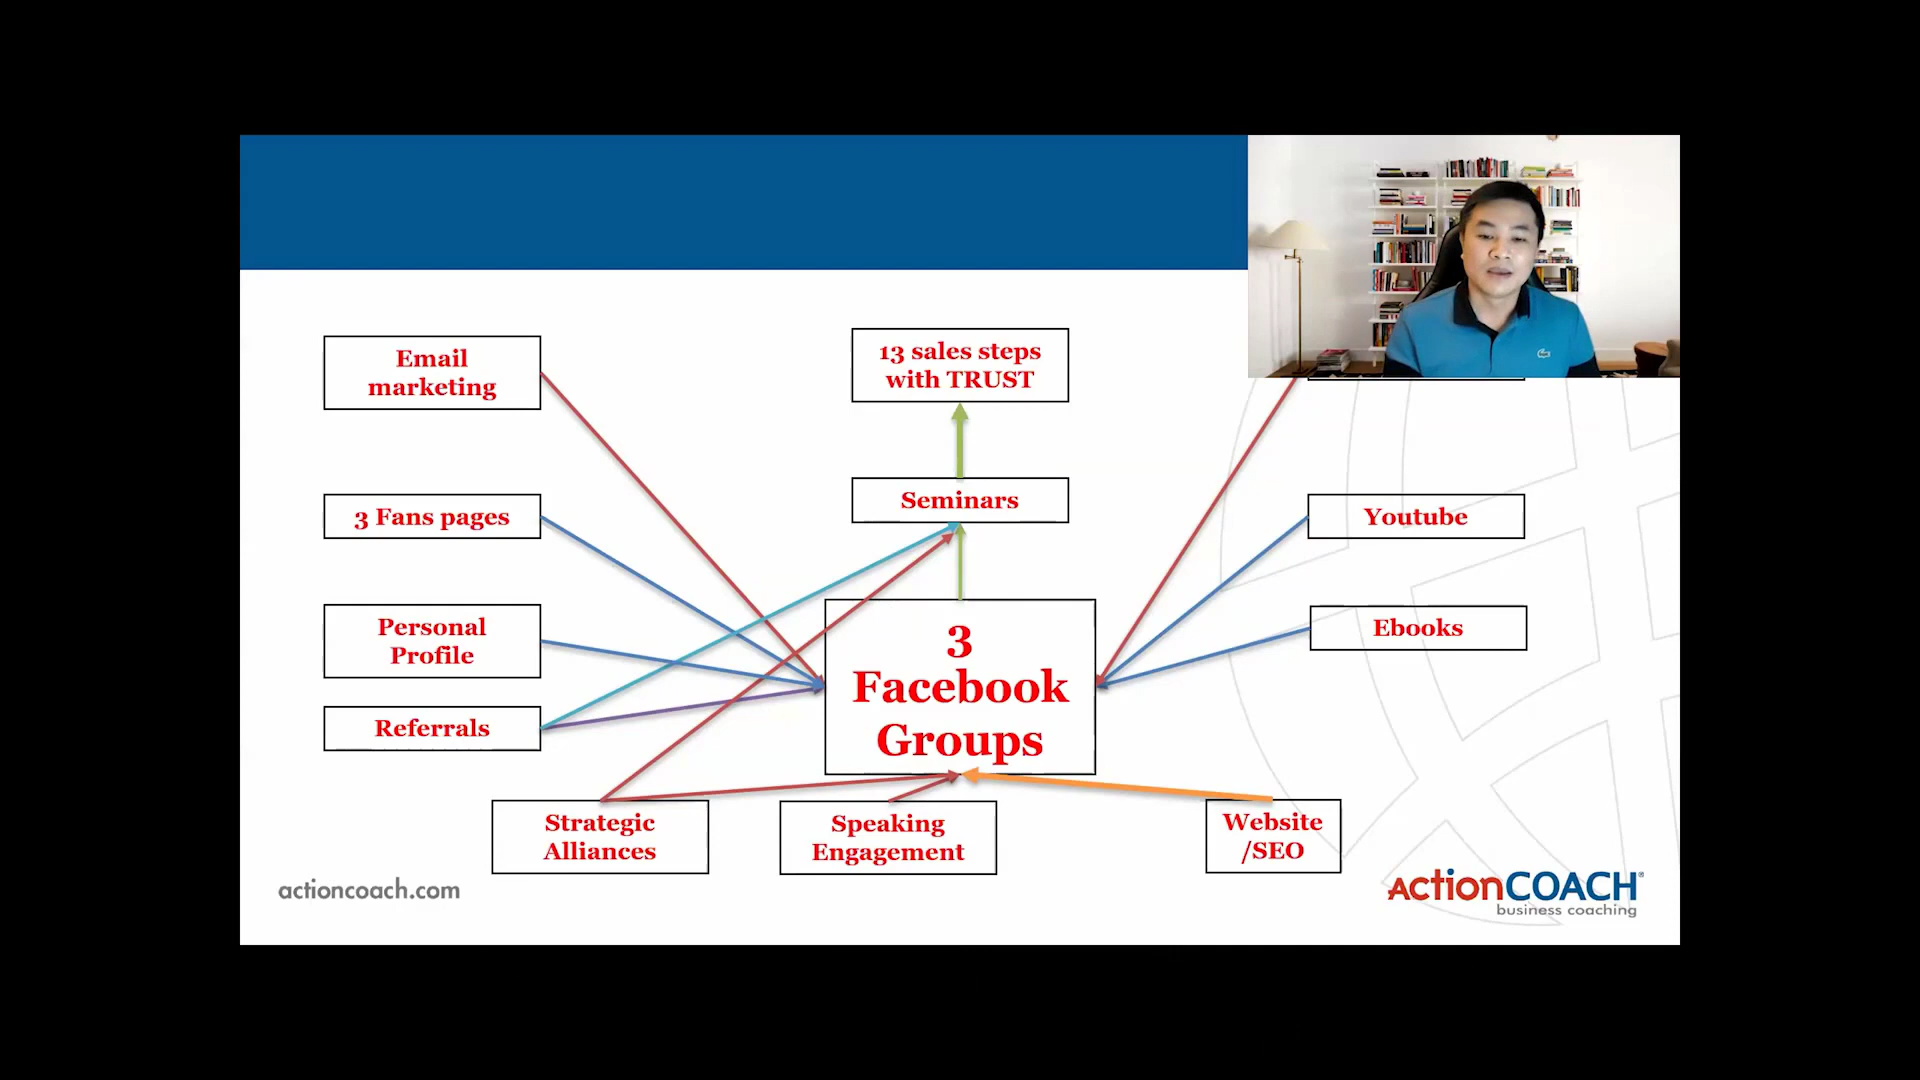 Email
marketing
13 sales steps
with TRUST
3 Fans pages
Seminars
Youtube
Personal
Profile
3
Facebook
Groups
Ebooks
Referrals
Strategic
Alliances
Speaking
Engagement
Website
/SEO
actioncoach.com
ActionCOACH®
business coaching